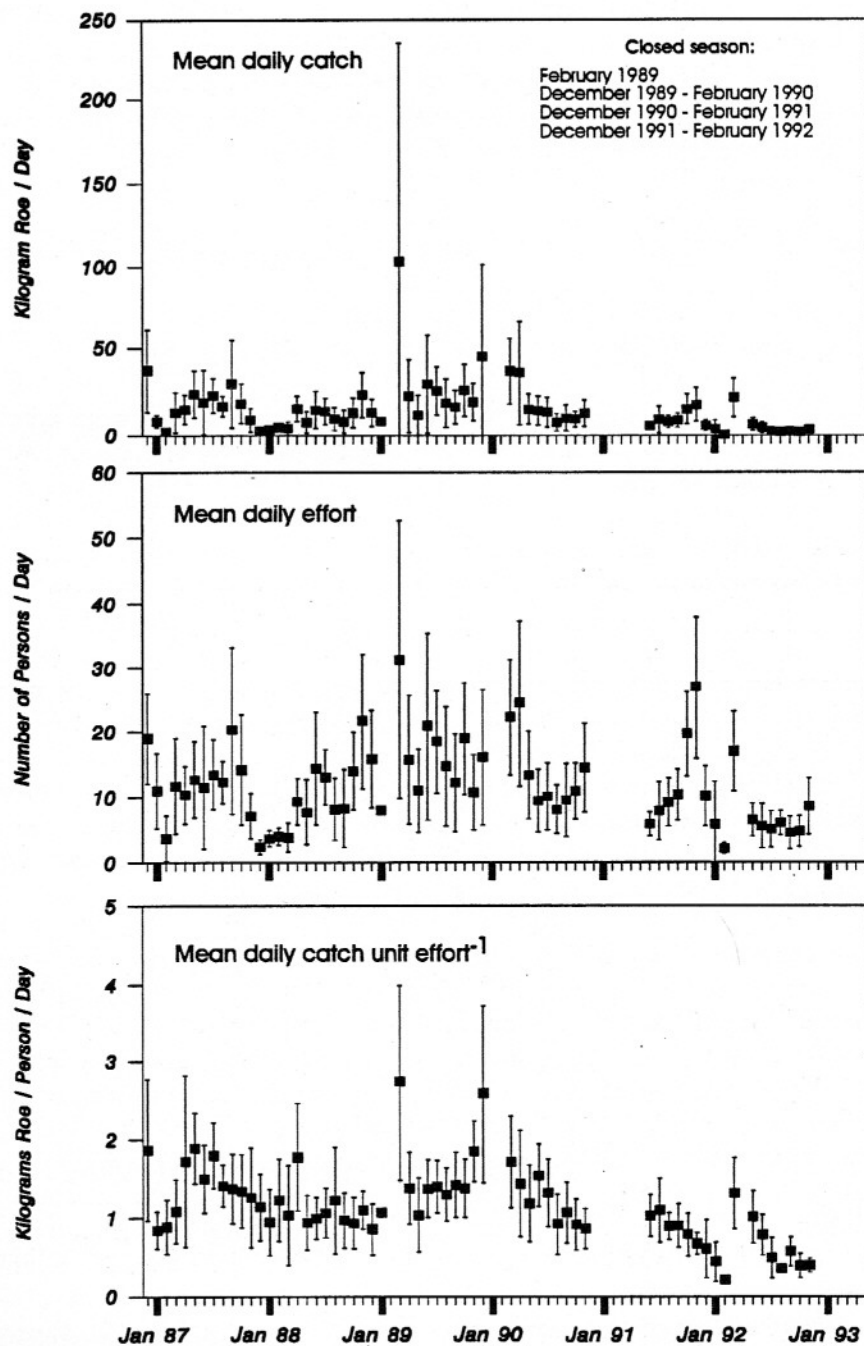 Mean daily catch
Closed season:
February 1989
December 1989 - February 1990
December 1990 - February 1991
December 1991 - February 1992
Kilogram Roe / Day
250
200
150
100
50
0
Mean daily effort
Number of Persons / Day
60
50
40
30
20
10
0
Mean daily catch unit effort-1
Kilograms Roe / Person / Day
5
4
3
2
1
0
Jan 87 Jan 88 Jan 89 Jan 90 Jan 91 Jan 92 Jan 93